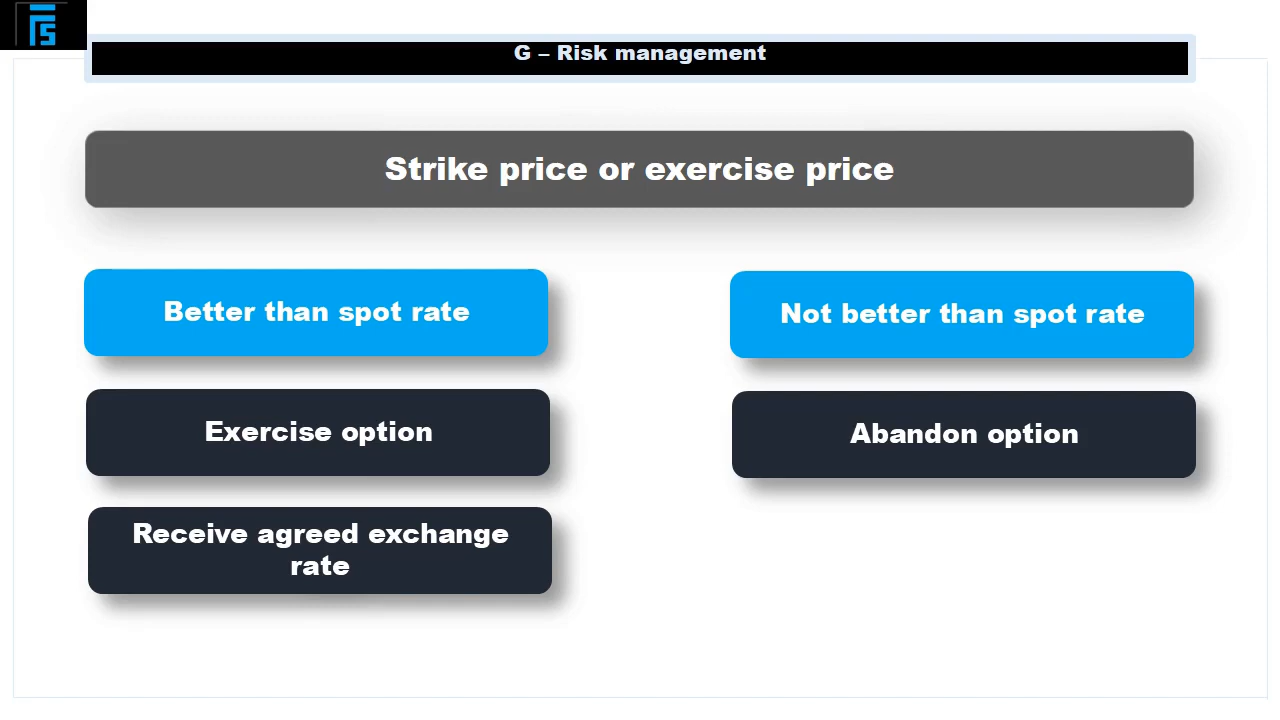 G – Risk management
Strike price or exercise price
Better than spot rate
Not better than spot rate
Exercise option
Abandon option
Receive agreed exchange
rate